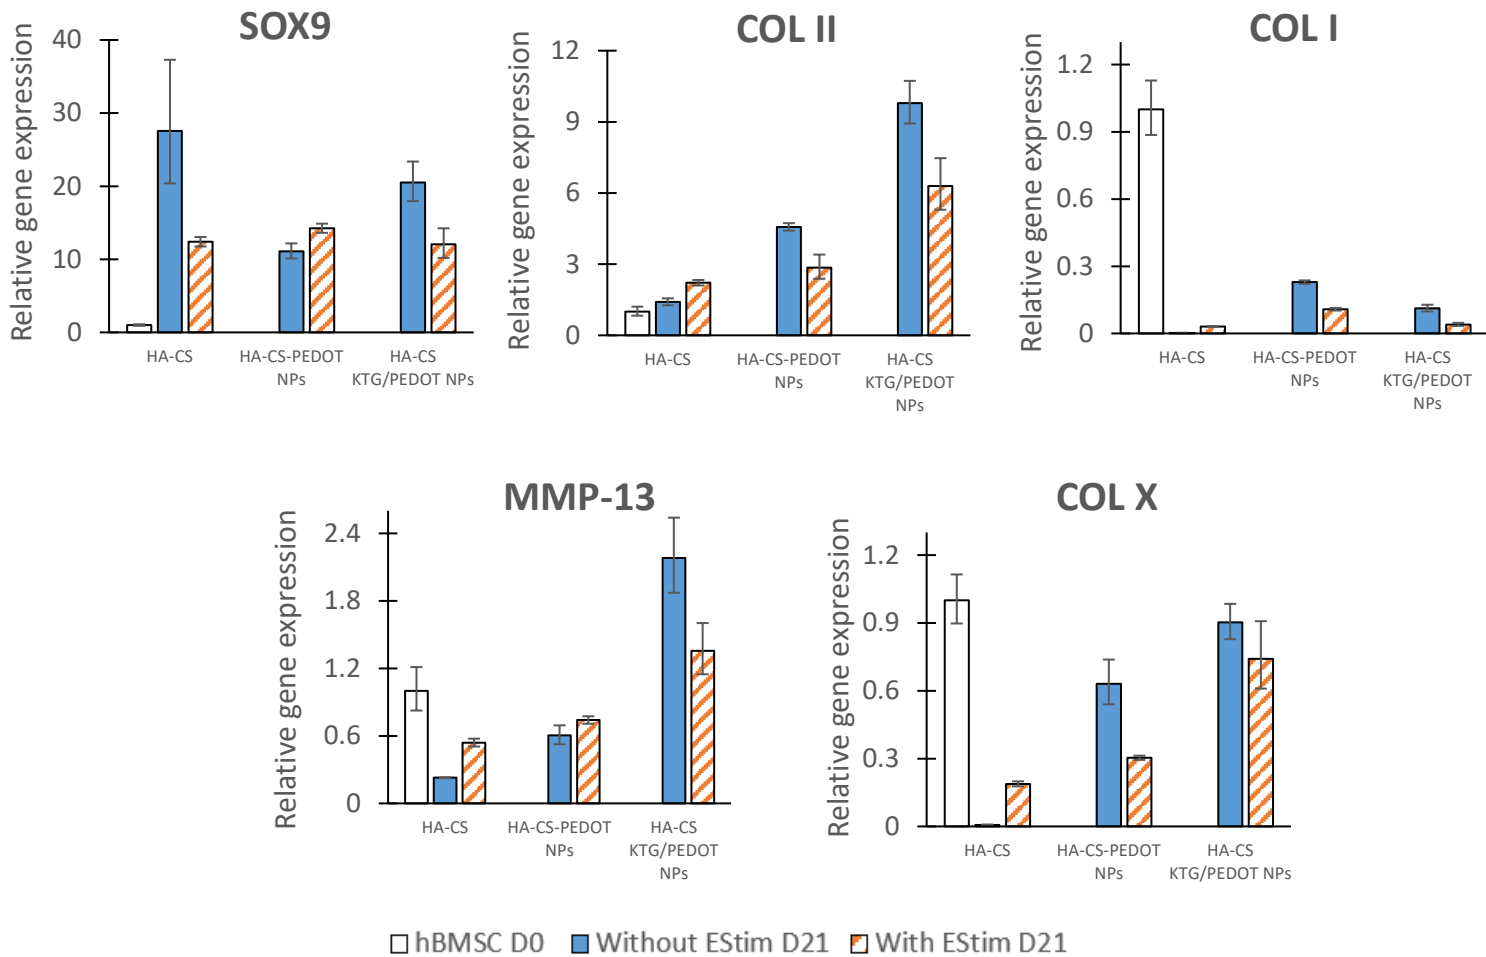 SOX9
Relative gene expression
40
30
20
10
0
HA-CS
HA-CS-PEDOT
NPs
HA-CS
KTG/PEDOT NPs
COL II
Relative gene expression
12
9
6
3
0
HA-CS
HA-CS-PEDOT
NPs
HA-CS
KTG/PEDOT
NPs
COL I
Relative gene expression
1.2
0.9
0.6
0.3
0
HA-CS
HA-CS-PEDOT
NPs
HA-CS
KTG/PEDOT
NPs
MMP-13
Relative gene expression
2.4
1.8
1.2
0.6
0
HA-CS
HA-CS-PEDOT
NPs
HA-CS
KTG/PEDOT
NPs
COL X
Relative gene expression
1.2
0.9
0.6
0.3
0
HA-CS
HA-CS-PEDOT
NPs
HA-CS
KTG/PEDOT NPs
hBMSC D0 Without EStim D21 With EStim D21